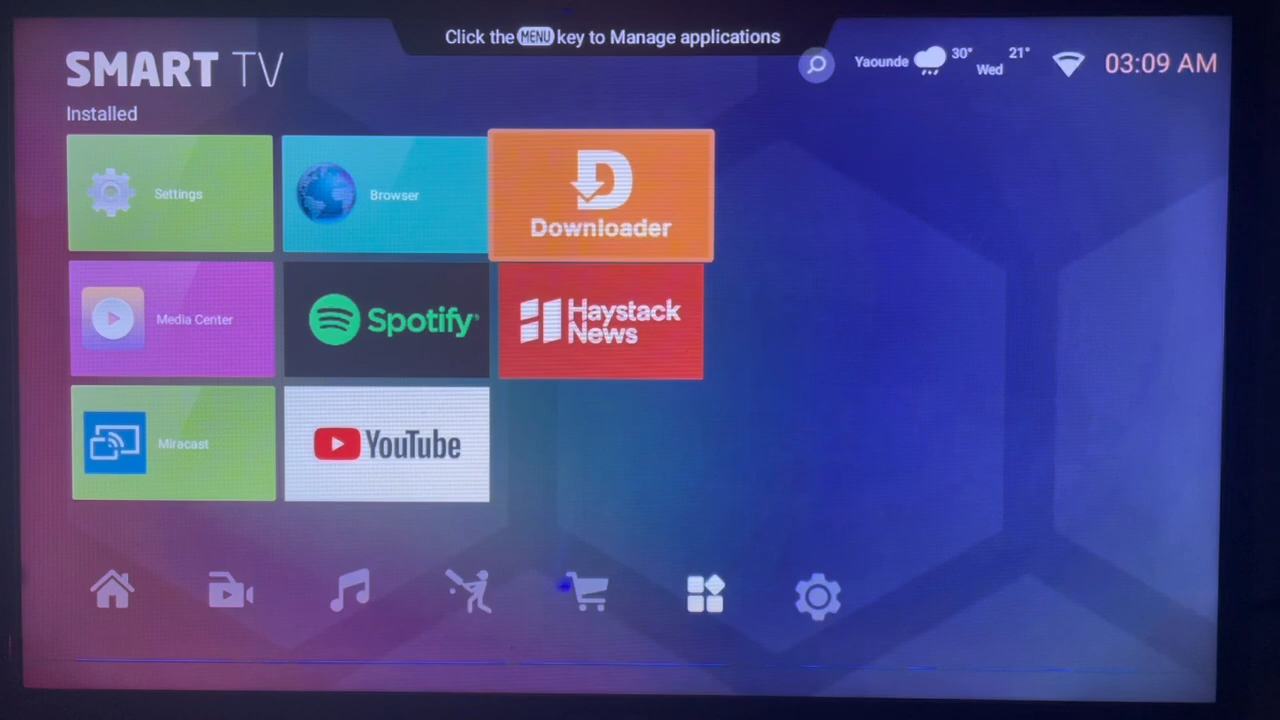 Click the MENU key to Manage applications
SMART TV
Yaounde 30° Wed 21° 03:09 AM
Installed
Settings
Browser
Downloader
Media Center
Spotify
Haystack
News
Miracast
YouTube